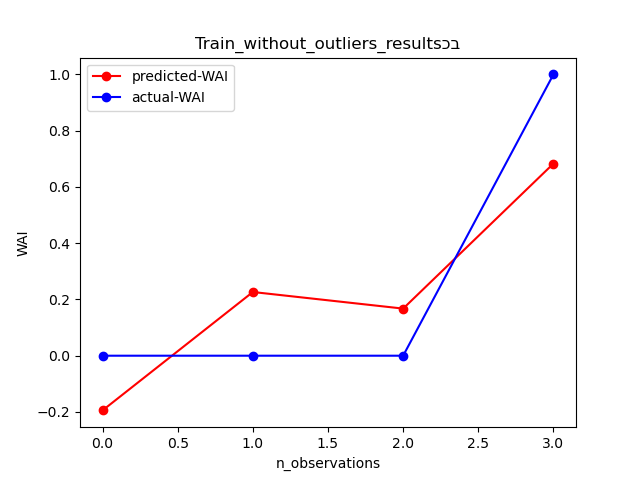 Train_without_outliers_resultsבכ
predicted-WAI
actual-WAI
1.0
0.8
0.6
0.4
0.2
0.0
−0.2
WAI
0.0 0.5 1.0 1.5 2.0 2.5 3.0
n_observations